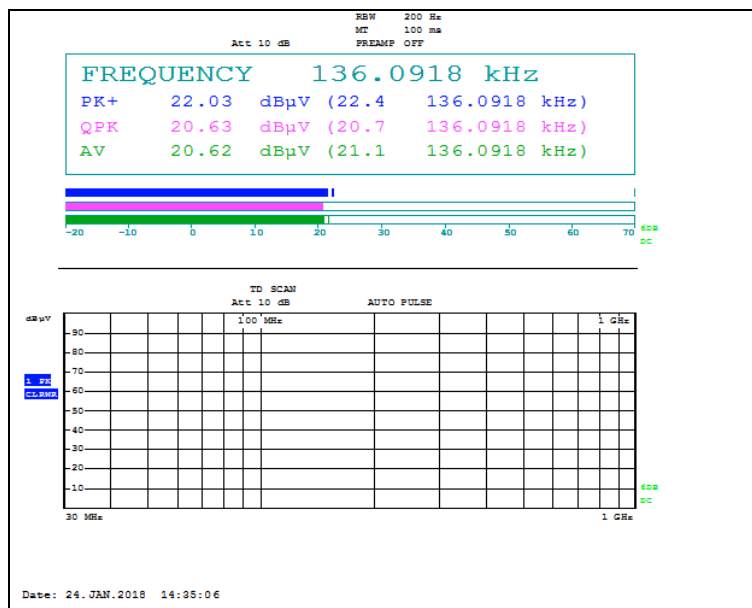 RBW 200 Hz
MT 100 ms
Att 10 dB PREAMP OFF
FREQUENCY 136.0918 kHz
PK+ 22.03 dBµV (22.4 136.0918 kHz)
QPK 20.63 dBµV (20.7 136.0918 kHz)
AV 20.62 dBµV (21.1 136.0918 kHz)
-20 -10 0 10 20 30 40 50 60 70
6DB
DC
TD SCAN
Att 10 dB AUTO PULSE
dBµV
100 MHz 1 GHz
90
80
70
1 PK
60
CLRWR
50
40
30
20
10
6DB
DC
30 MHz 1 GHz
Date: 24.JAN.2018 14:35:06